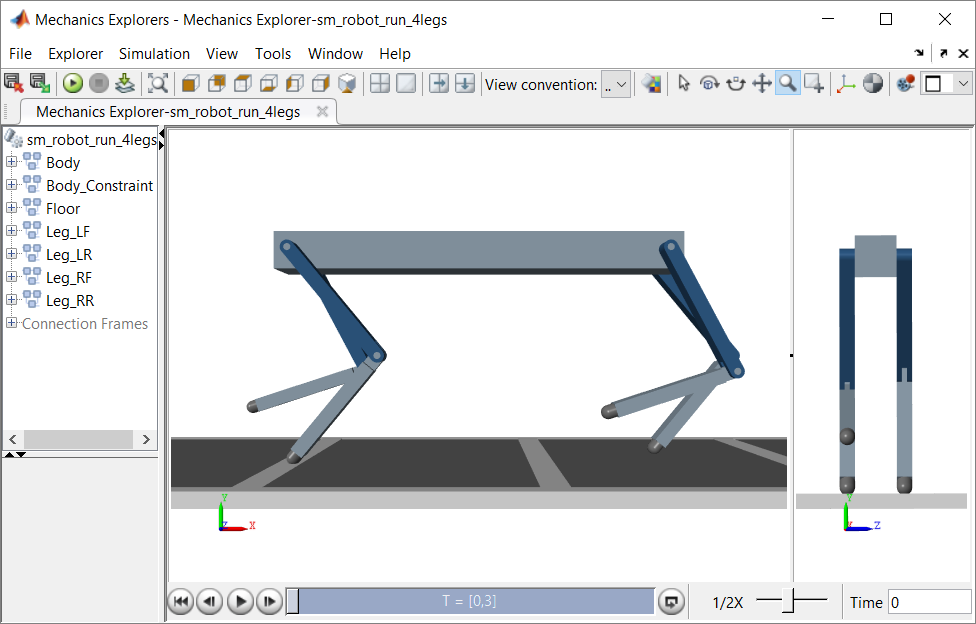 Mechanics Explorers - Mechanics Explorer-sm_robot_run_4legs
File Explorer Simulation View Tools Window Help
View convention: ..
Mechanics Explorer-sm_robot_run_4legs
sm_robot_run_4legs
Body
Body_Constraint
Floor
Leg_LF
Leg_LR
Leg_RF
Leg_RR
Connection Frames
Y
Z X
Y
X Z
T = [0,3]
1/2X
Time 0